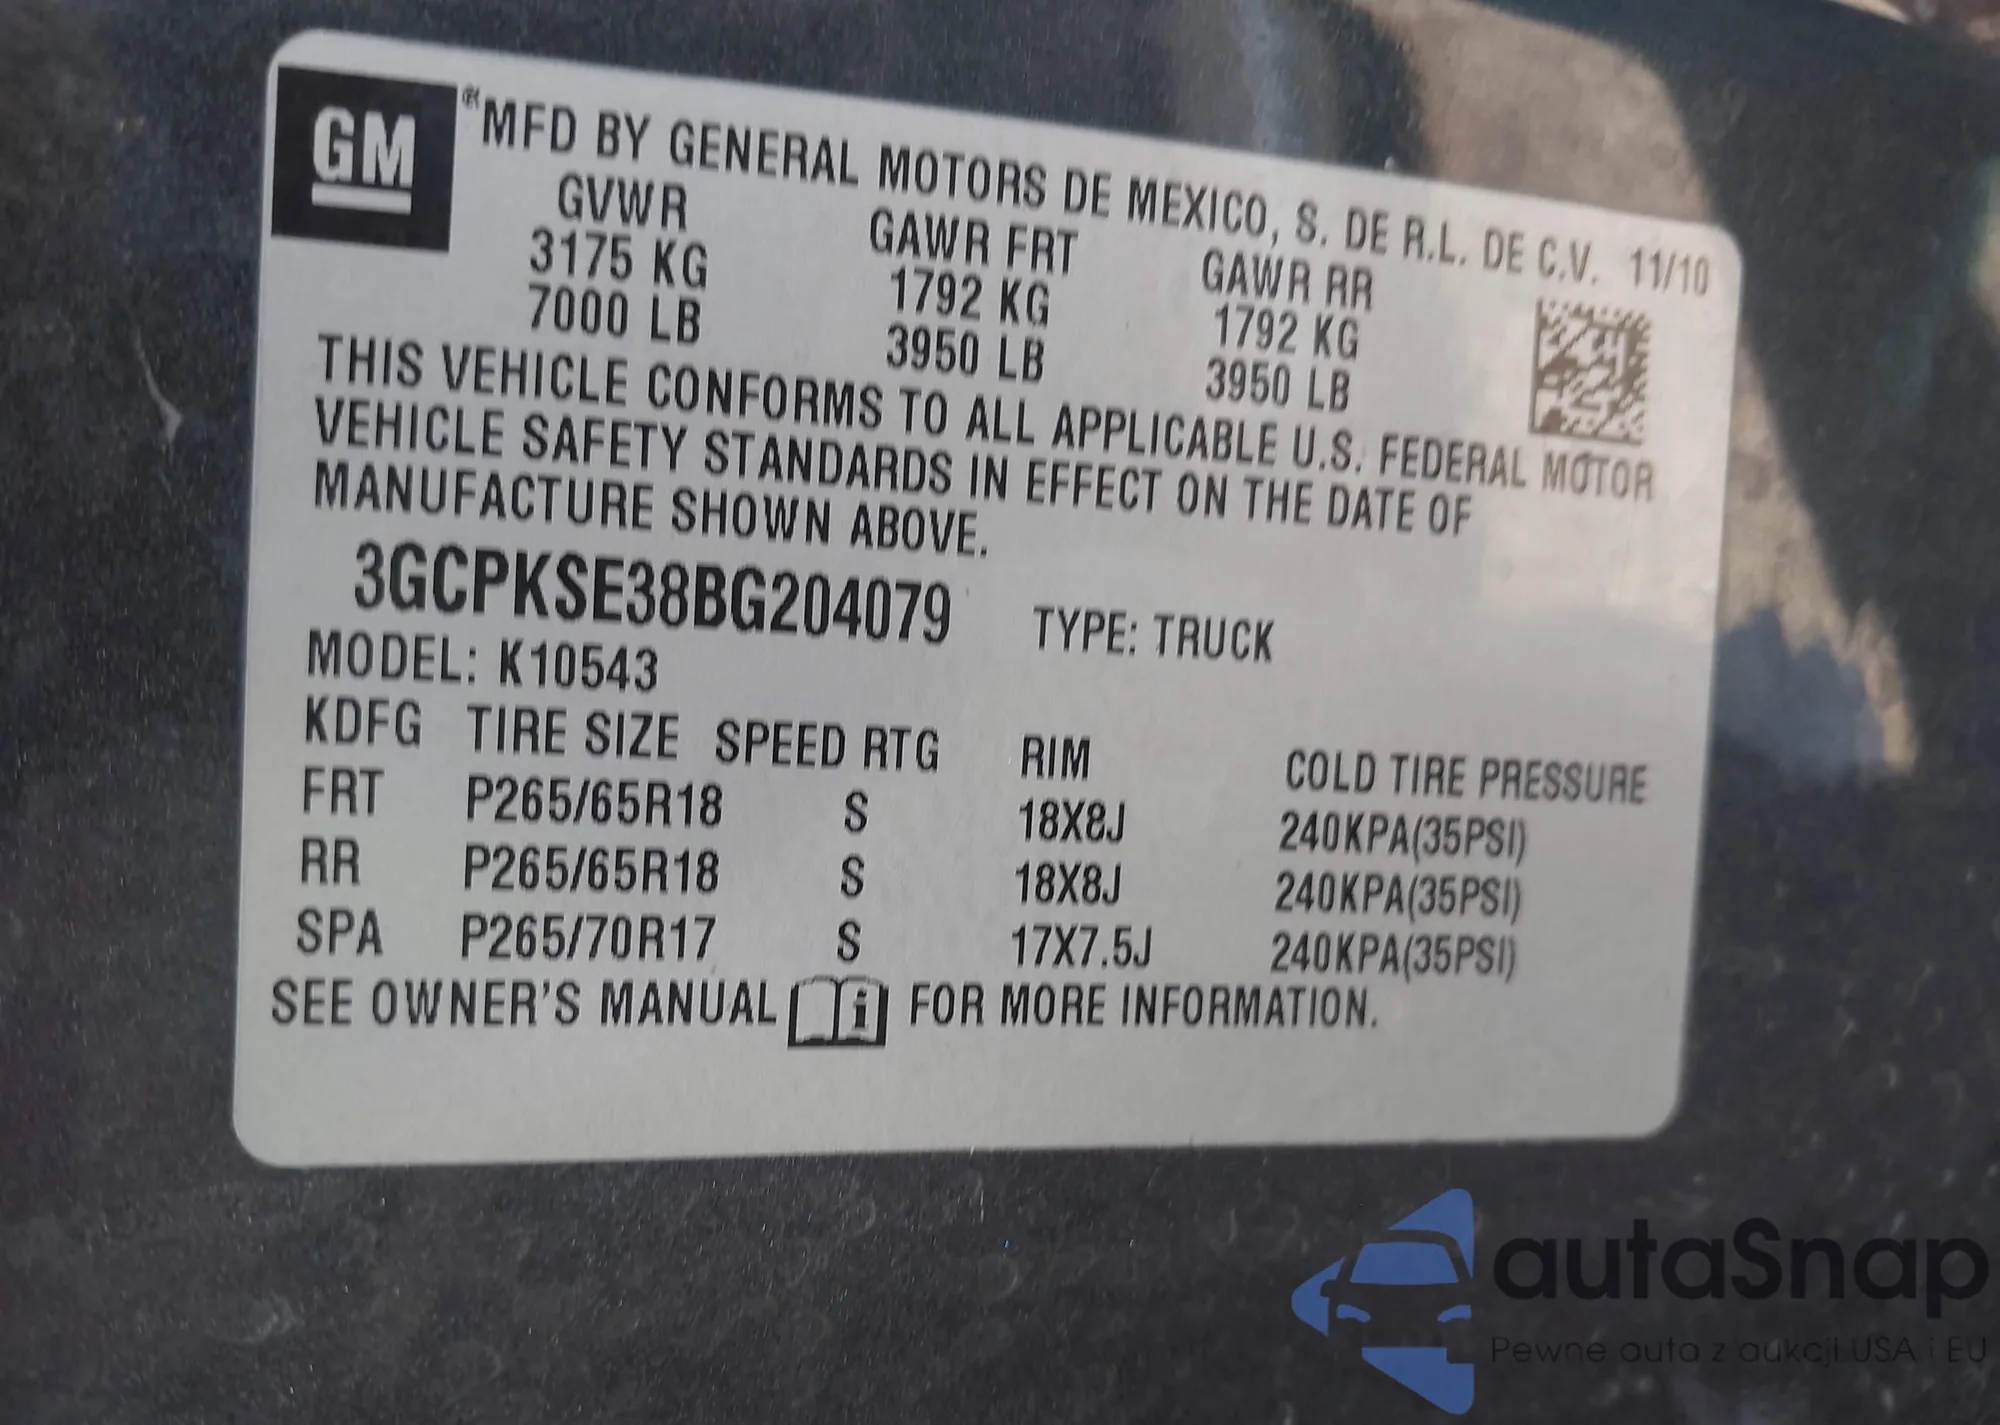 GM ® MFD BY GENERAL MOTORS DE MEXICO, S. DE R.L. DE C.V. 11/10
GVWR GAWR FRT GAWR RR
3175 KG 1792 KG 1792 KG
7000 LB 3950 LB 3950 LB
THIS VEHICLE CONFORMS TO ALL APPLICABLE U.S. FEDERAL MOTOR
VEHICLE SAFETY STANDARDS IN EFFECT ON THE DATE OF
MANUFACTURE SHOWN ABOVE.
3GCPKSE38BG204079 TYPE: TRUCK
MODEL: K10543
KDFG TIRE SIZE SPEED RTG RIM COLD TIRE PRESSURE
FRT P265/65R18 S 18X8J 240KPA(35PSI)
RR P265/65R18 S 18X8J 240KPA(35PSI)
SPA P265/70R17 S 17X7.5J 240KPA(35PSI)
SEE OWNER'S MANUAL i FOR MORE INFORMATION.
autaSnap
Pewne auta z aukcji USA i EU